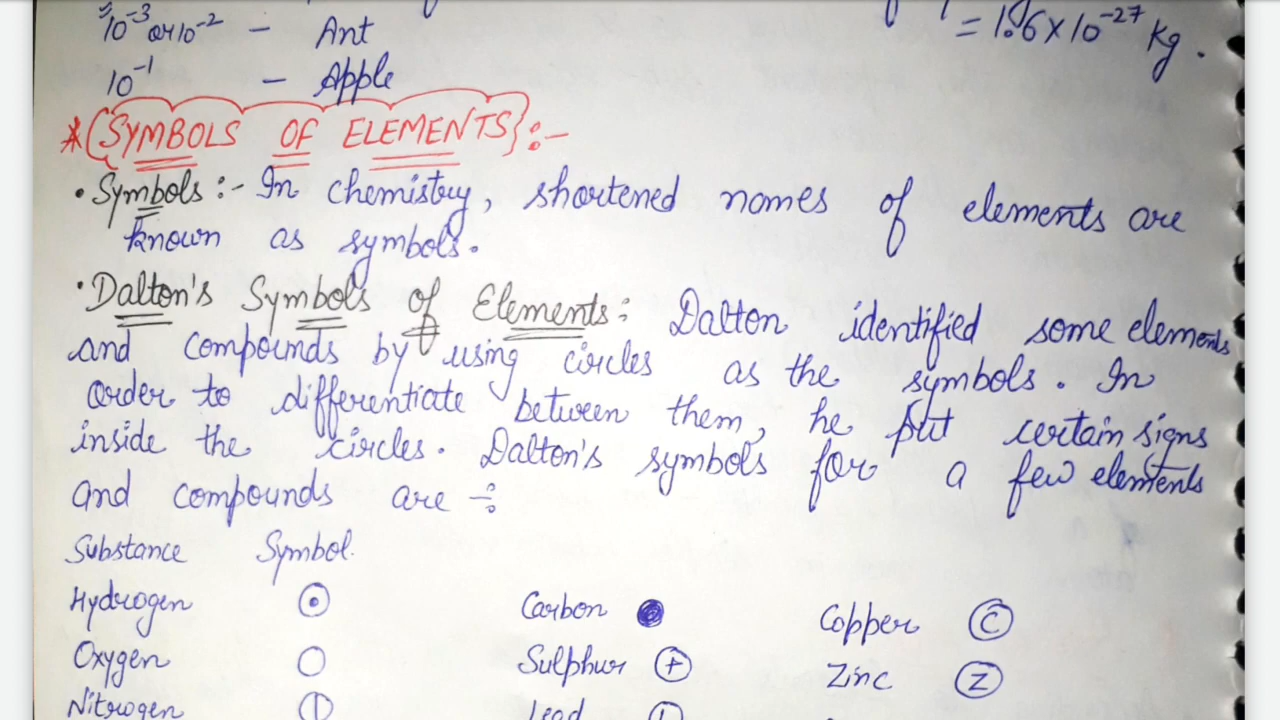 10⁻³ or 10⁻² - Ant
= 1.6 × 10⁻²⁷ kg.
10⁻¹ - Apple
* {SYMBOLS OF ELEMENTS}:-
• Symbols :- In chemistry, shortened names of elements are
known as symbols.
• Dalton's Symbols of Elements: Dalton identified some elements
and compounds by using circles as the symbols. In
order to differentiate between them, he put certain signs
inside the circles. Dalton's symbols for a few elements
and compounds are :-
Substance Symbol.
Hydrogen Carbon Copper C
Oxygen Sulphur + Zinc Z
Nitrogen Lead L